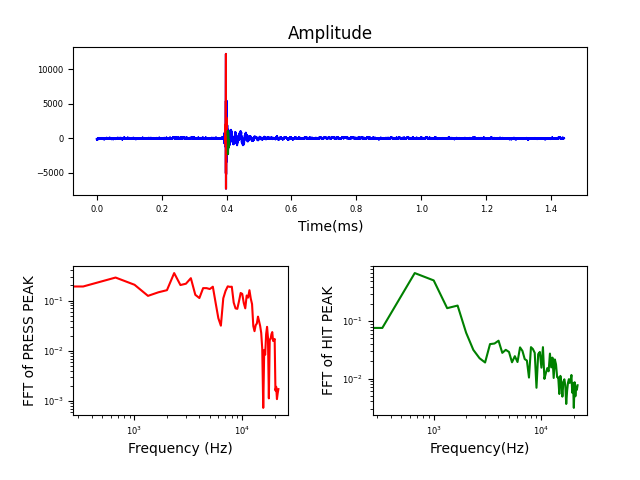 Amplitude
10000
5000
0
−5000
0.0 0.2 0.4 0.6 0.8 1.0 1.2 1.4
Time(ms)
FFT of PRESS PEAK
10⁻¹
10⁻²
10⁻³
10³ 10⁴
Frequency (Hz)
FFT of HIT PEAK
10⁻¹
10⁻²
10³ 10⁴
Frequency(Hz)